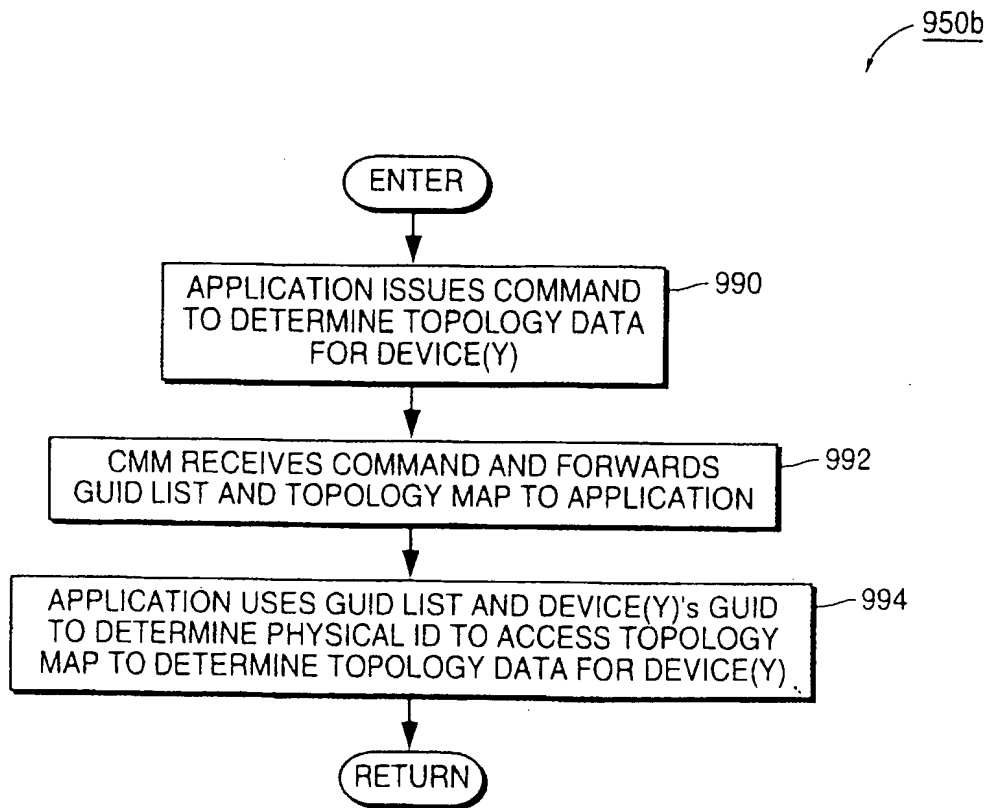 950b
ENTER
APPLICATION ISSUES COMMAND
TO DETERMINE TOPOLOGY DATA
FOR DEVICE(Y)
990
CMM RECEIVES COMMAND AND FORWARDS
GUID LIST AND TOPOLOGY MAP TO APPLICATION
992
APPLICATION USES GUID LIST AND DEVICE(Y)'s GUID
TO DETERMINE PHYSICAL ID TO ACCESS TOPOLOGY
MAP TO DETERMINE TOPOLOGY DATA FOR DEVICE(Y)
994
RETURN